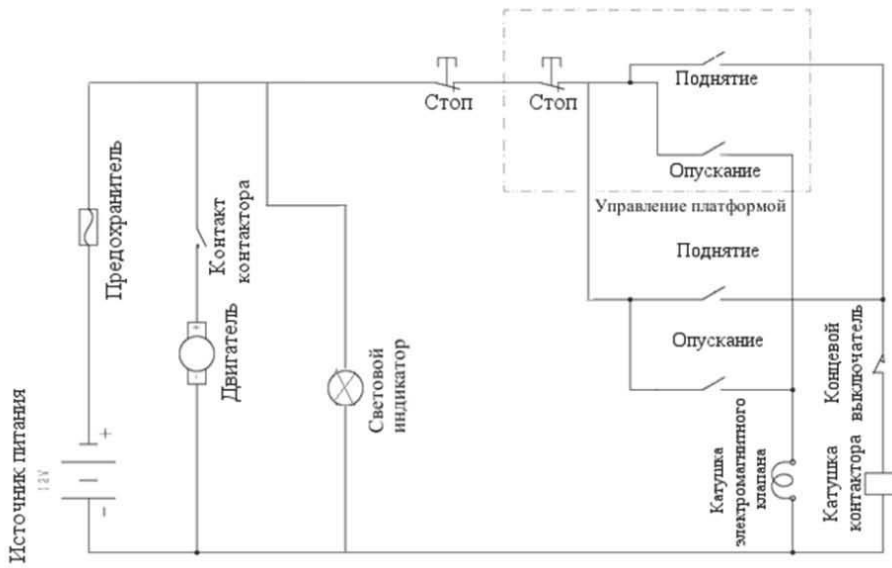 Стоп
Стоп
Поднятие
Опускание
Управление платформой
Поднятие
Опускание
Предохранитель
Контакт
контактора
Двигатель
+
-
Световой
индикатор
Источник питания
12V
+
-
Катушка
электромагнитного
клапана
Концевой
выключатель
Катушка
контактора